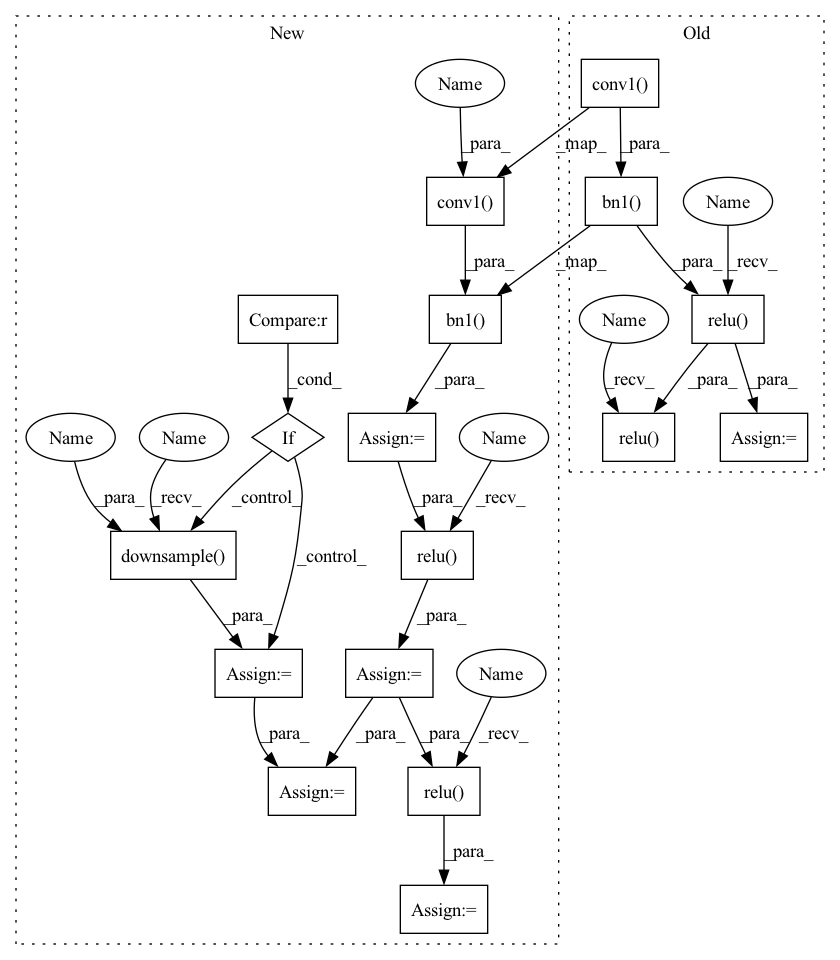 New
Old
Name
conv1()
_para_
_map_
_para_
conv1()
bn1()
Name
_para_
_map_
_para_
_recv_
Compare:r
bn1()
Name
relu()
_cond_
_para_
_recv_
_para_
_para_
Name
Name
If
Assign:=
Name
relu()
Assign:=
_para_
_recv_
_control_
_para_
_recv_
downsample()
_control_
relu()
_para_
_para_
Assign:=
Assign:=
Name
_para_
_para_
_para_
_recv_
Assign:=
relu()
_para_
Assign:=